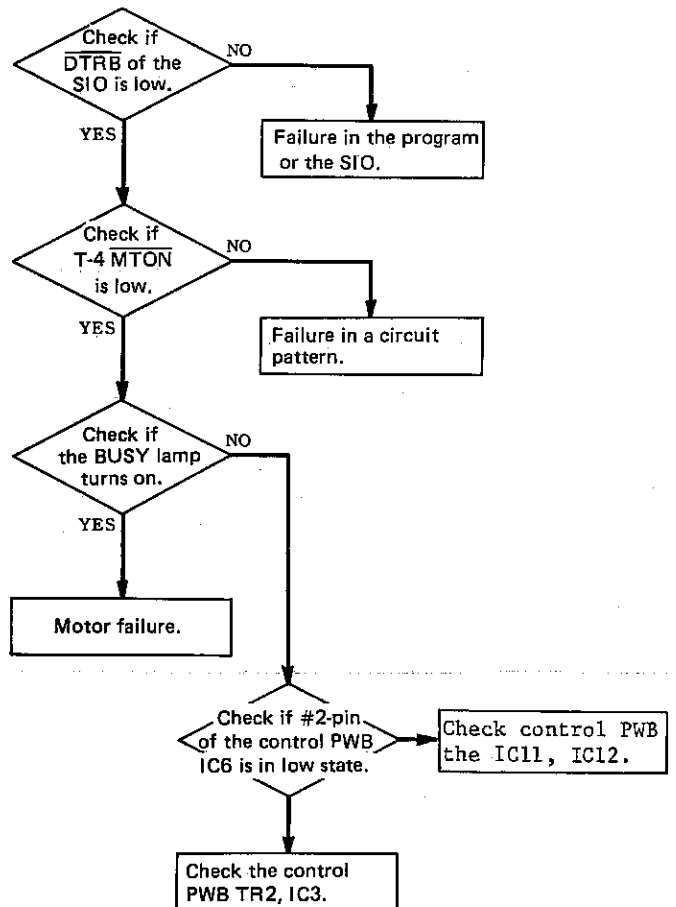 Check if
DTRB of the
SIO is low.
NO
YES
Failure in the program
or the SIO.
Check if
T-4 MTON
is low.
NO
YES
Failure in a circuit
pattern.
Check if
the BUSY lamp
turns on.
NO
YES
Motor failure.
Check if #2-pin
of the control PWB
IC6 is in low state.
Check control PWB
the IC11, IC12.
Check the control
PWB TR2, IC3.